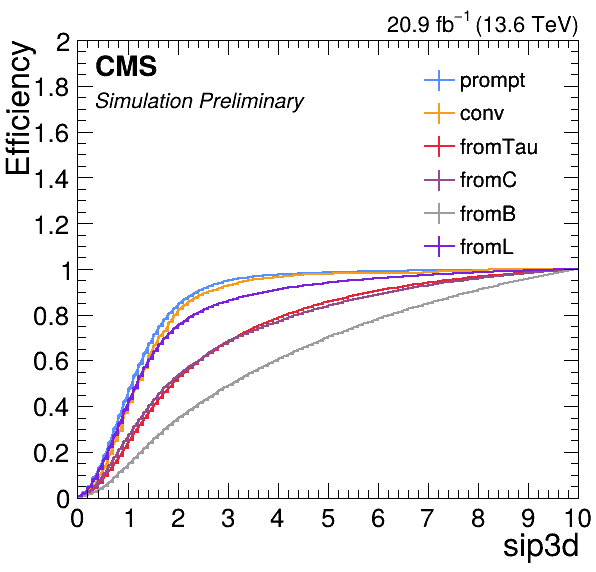 20.9 fb⁻¹ (13.6 TeV)
CMS
Simulation Preliminary
Efficiency
prompt
conv
fromTau
fromC
fromB
fromL
2
1.8
1.6
1.4
1.2
1
0.8
0.6
0.4
0.2
0
0 1 2 3 4 5 6 7 8 9 10
sip3d